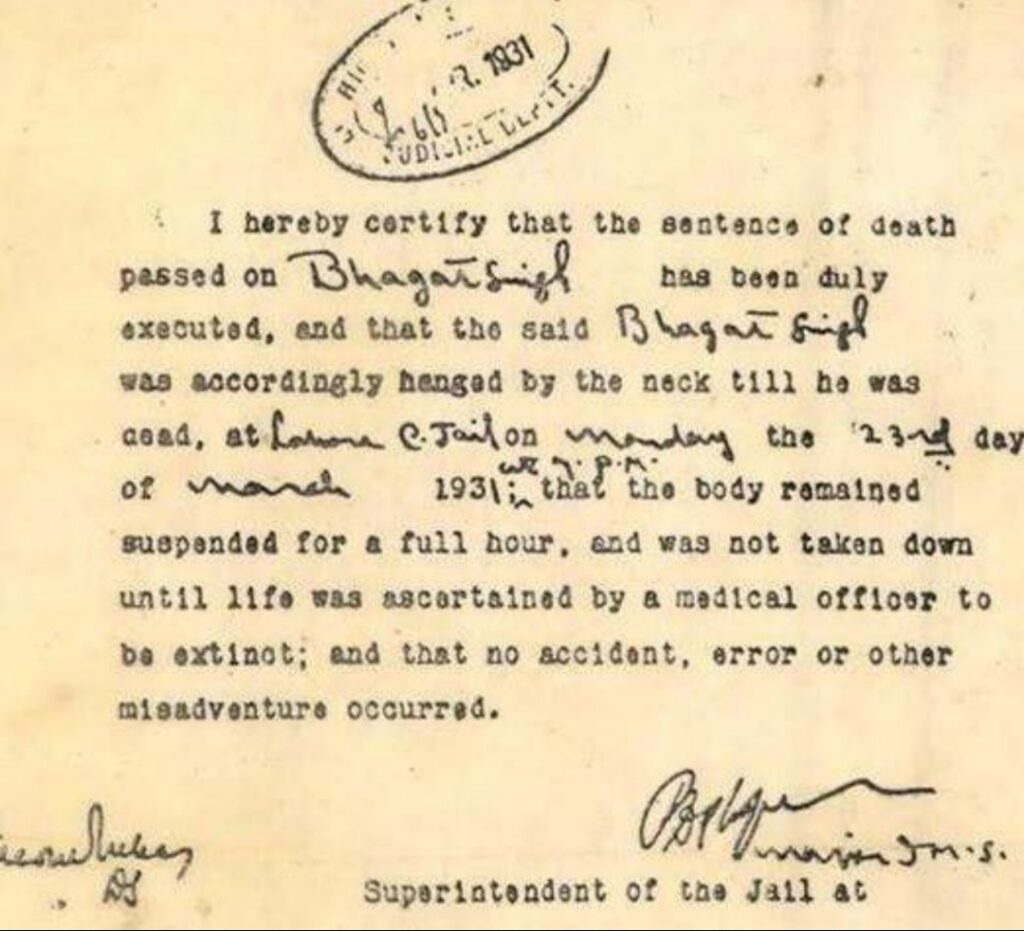 1931
JUDICIAL DEPTT.
I hereby certify that the sentence of death
passed on Bhagat Singh has been duly
executed, and that the said Bhagat Singh
was accordingly hanged by the neck till he was
dead, at Lahore C. Jail on Monday the 23rd day
at 7. P.M.
of March 1931; that the body remained
suspended for a full hour, and was not taken down
until life was ascertained by a medical officer to
be extinct; and that no accident, error or other
misadventure occurred.
Major I.M.S.
Superintendent of the Jail at